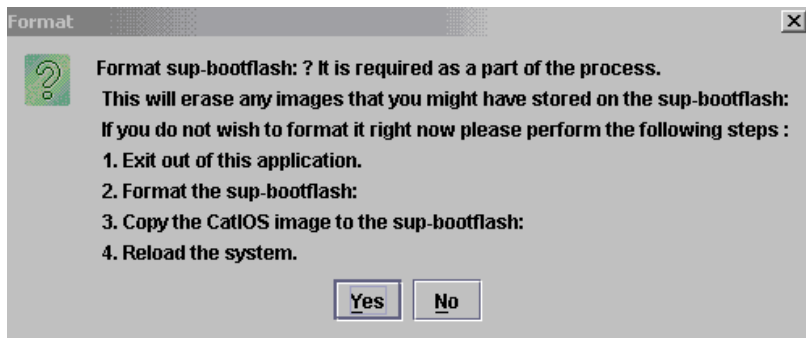 Format
Format sup-bootflash: ? It is required as a part of the process.
This will erase any images that you might have stored on the sup-bootflash:
If you do not wish to format it right now please perform the following steps :
1. Exit out of this application.
2. Format the sup-bootflash:
3. Copy the CatIOS image to the sup-bootflash:
4. Reload the system.
Yes No